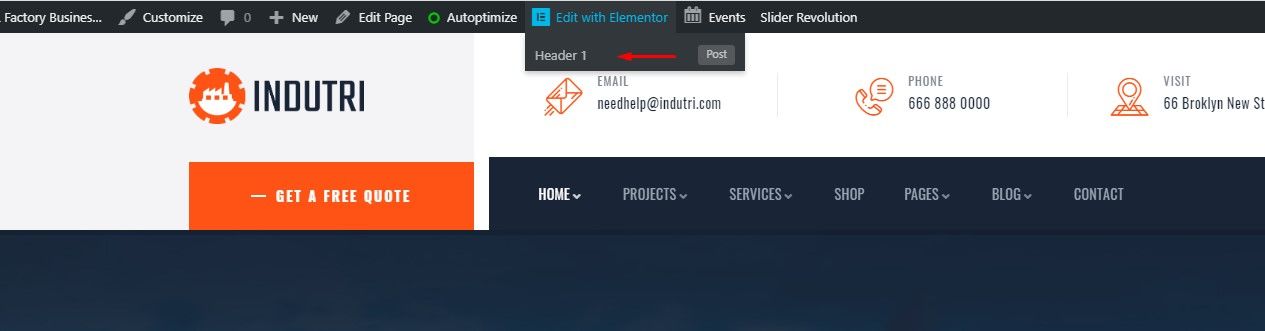 Factory Busines... Customize 0 New Edit Page Autoptimize Edit with Elementor Events Slider Revolution
Header 1 Post
INDUTRI
EMAIL
needhelp@indutri.com
PHONE
666 888 0000
VISIT
66 Broklyn New St
— GET A FREE QUOTE
HOME PROJECTS SERVICES SHOP PAGES BLOG CONTACT